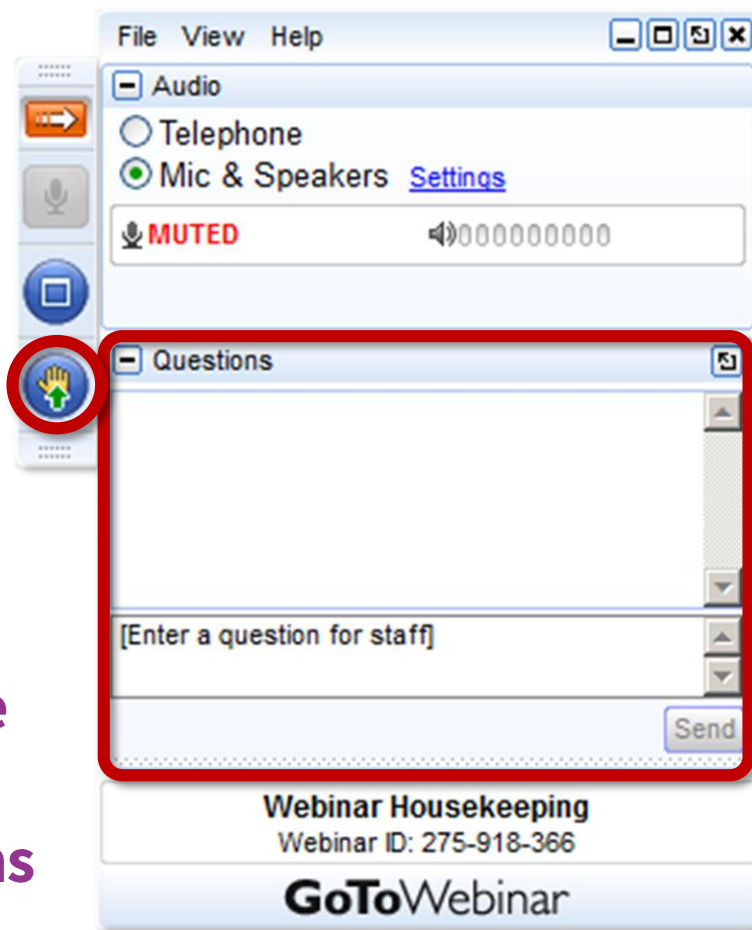 File View Help
Audio
Telephone
Mic & Speakers Settings
MUTED 000000000
Questions
[Enter a question for staff]
Send
Webinar Housekeeping
Webinar ID: 275-918-366
GoToWebinar